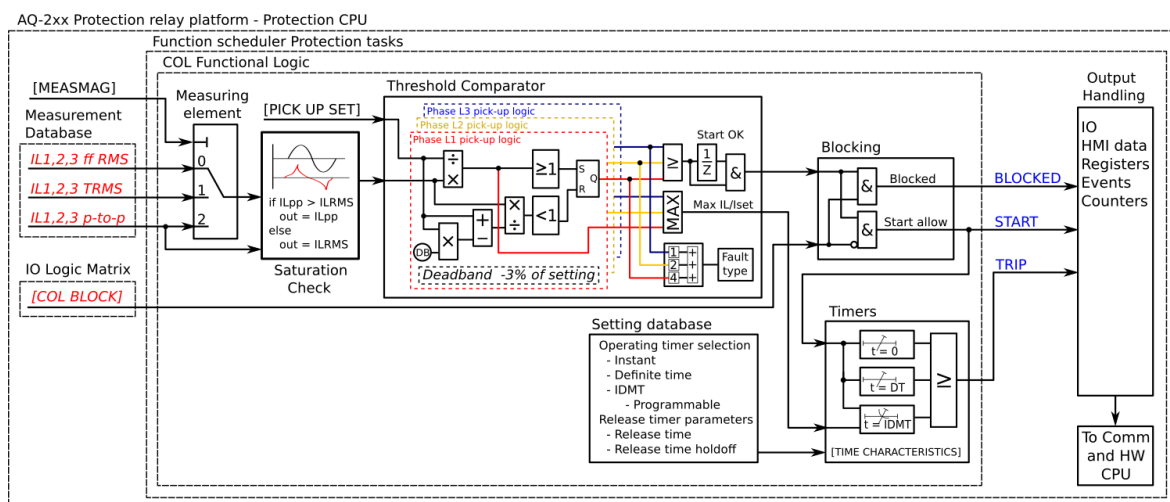 AQ-2xx Protection relay platform - Protection CPU
Function scheduler Protection tasks
COL Functional Logic
[MEASMAG]
Measuring
element
Measurement
Database
IL1,2,3 ff RMS
IL1,2,3 TRMS
IL1,2,3 p-to-p
0
1
2
IO Logic Matrix
[COL BLOCK]
[PICK UP SET]
if ILpp > ILRMS
out = ILpp
else
out = ILRMS
Saturation
Check
Threshold Comparator
Phase L3 pick-up logic
Phase L2 pick-up logic
Phase L1 pick-up logic
÷
×
≥1
S
Q
R
+
−
×
÷
<1
DB
×
Deadband -3% of setting
Start OK
≥
1
Z
&
MAX
Max IL/Iset
1 +
2 +
4 +
Fault
type
Blocking
&
Blocked
&
Start allow
BLOCKED
START
TRIP
Setting database
Operating timer selection
- Instant
- Definite time
- IDMT
- Programmable
Release timer parameters
- Release time
- Release time holdoff
Timers
t = 0
t = DT
t = IDMT
≥
[TIME CHARACTERISTICS]
Output
Handling
IO
HMI data
Registers
Events
Counters
To Comm
and HW
CPU